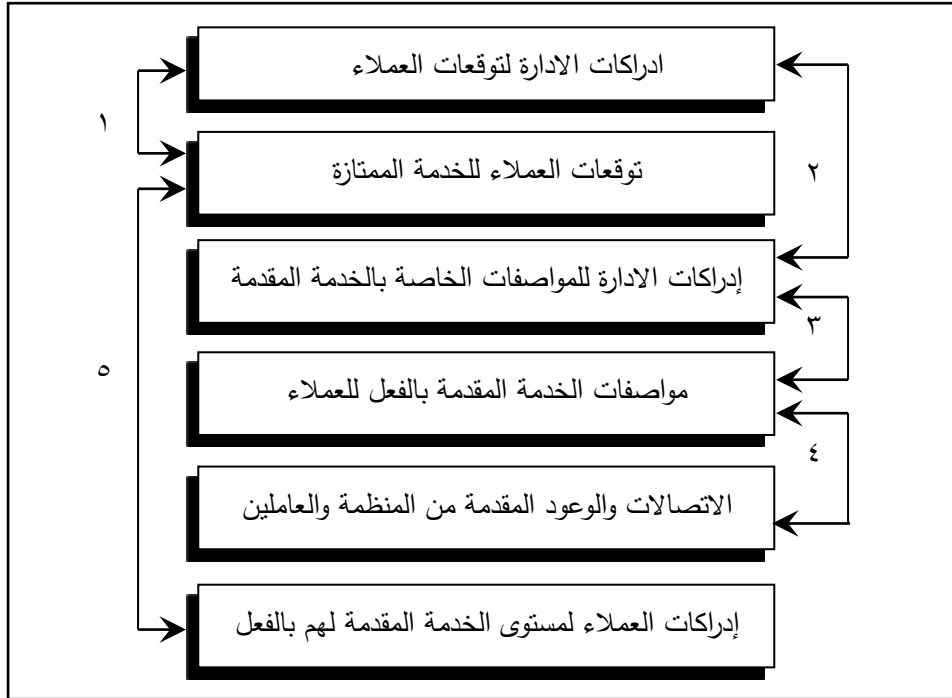 ادراكات الادارة لتوقعات العملاء
١
توقعات العملاء للخدمة الممتازة
٢
إدراكات الادارة للمواصفات الخاصة بالخدمة المقدمة
٣
مواصفات الخدمة المقدمة بالفعل للعملاء
٥
٤
الاتصالات والوعود المقدمة من المنظمة والعاملين
إدراكات العملاء لمستوى الخدمة المقدمة لهم بالفعل